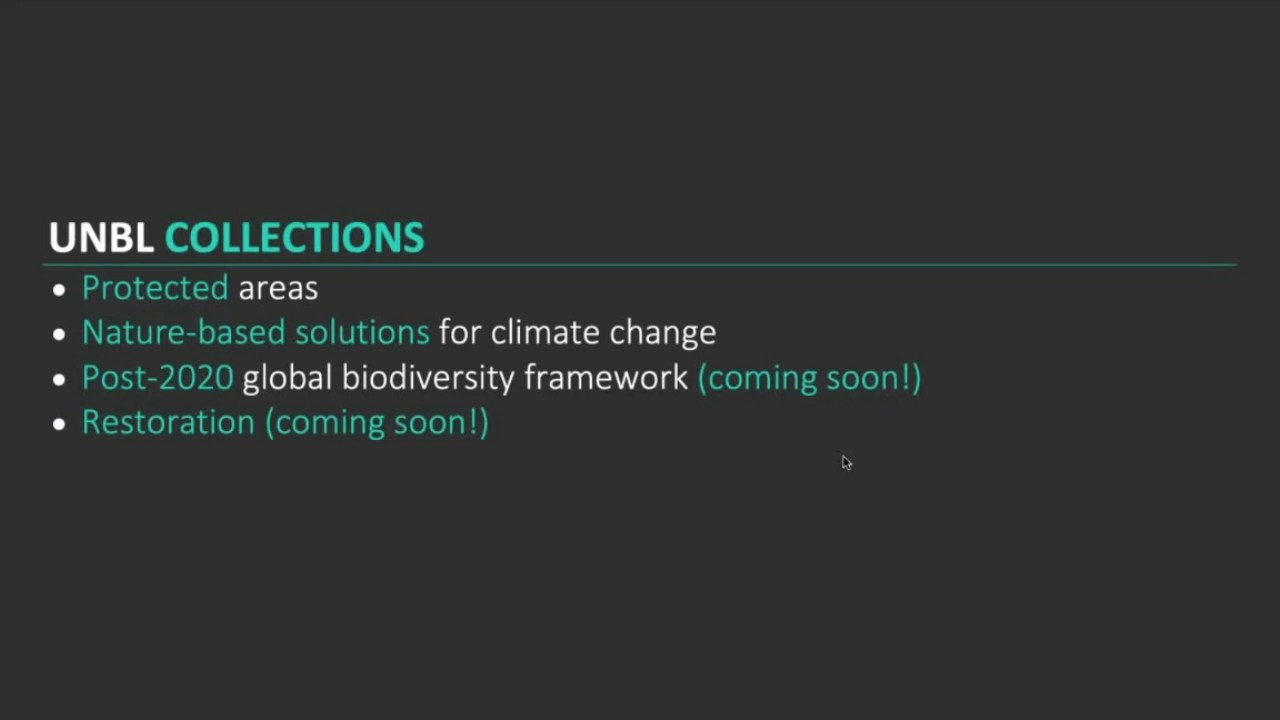 UNBL COLLECTIONS
Protected areas
Nature-based solutions for climate change
Post-2020 global biodiversity framework (coming soon!)
Restoration (coming soon!)